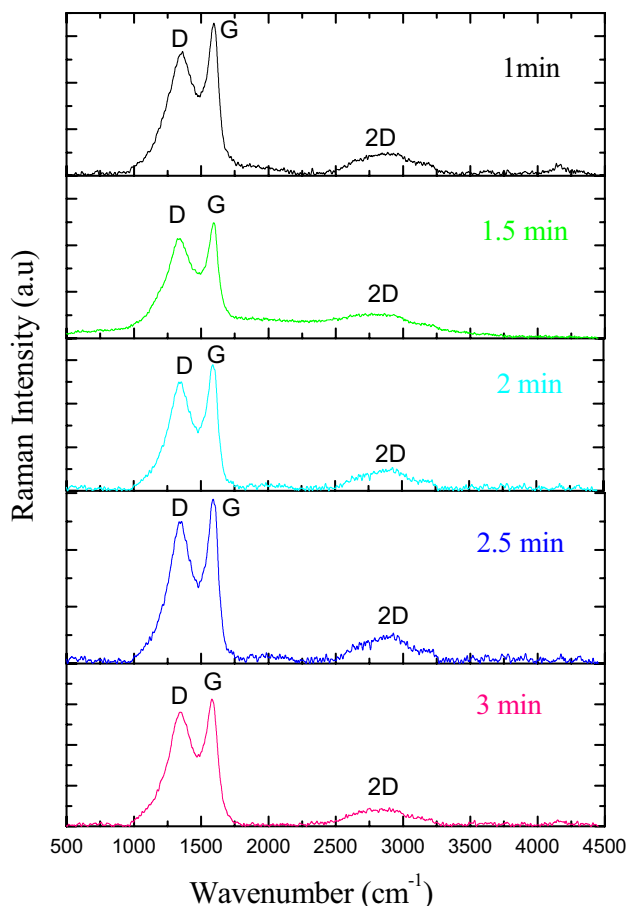 D G
1min
2D
D G
1.5 min
2D
D G
2 min
2D
D G
2.5 min
2D
D G
3 min
2D
500 1000 1500 2000 2500 3000 3500 4000 4500
Wavenumber (cm⁻¹)
Raman Intensity (a.u)